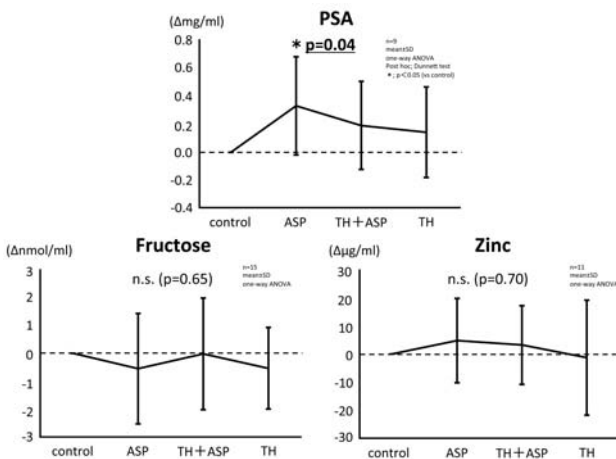 PSA
(Δmg/ml)
0.8
0.6
0.4
0.2
0.0
-0.2
-0.4
* p=0.04
n=9
mean±SD
one-way ANOVA
Post hoc; Dunnett test
*; p<0.05 (vs control)
control ASP TH+ASP TH
Fructose
(Δnmol/ml)
3
2
1
0
-1
-2
-3
n.s. (p=0.65)
n=15
mean±SD
one-way ANOVA
control ASP TH+ASP TH
Zinc
(Δμg/ml)
30
20
10
0
-10
-20
-30
n.s. (p=0.70)
n=11
mean±SD
one-way ANOVA
control ASP TH+ASP TH